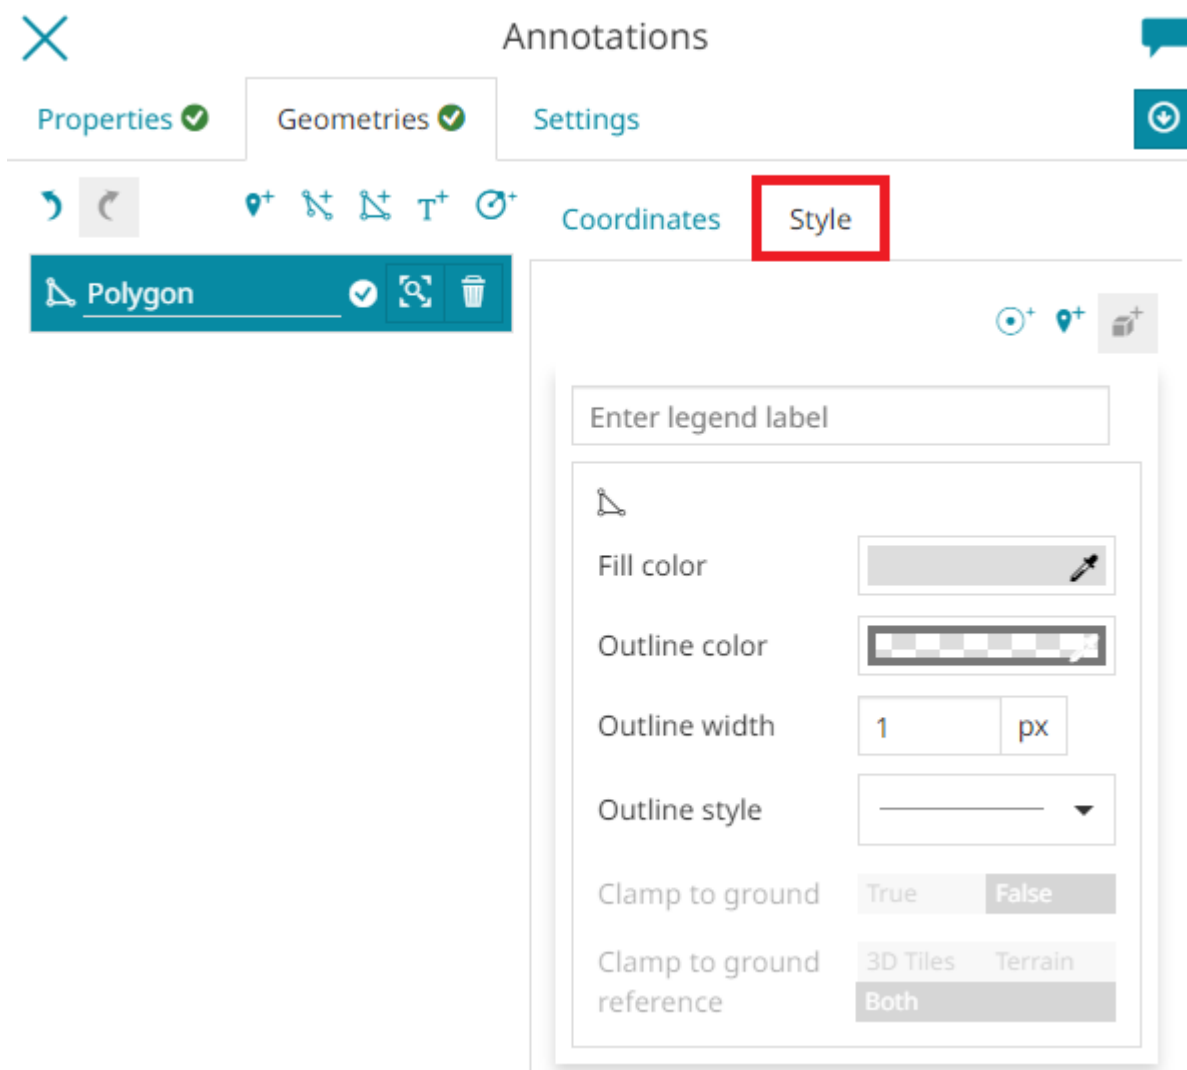 Annotations
Properties
Geometries
Settings
T+
Coordinates
Style
Polygon
Enter legend label
Fill color
Outline color
Outline width
1
px
Outline style
Clamp to ground
True
False
Clamp to ground
reference
3D Tiles
Terrain
Both